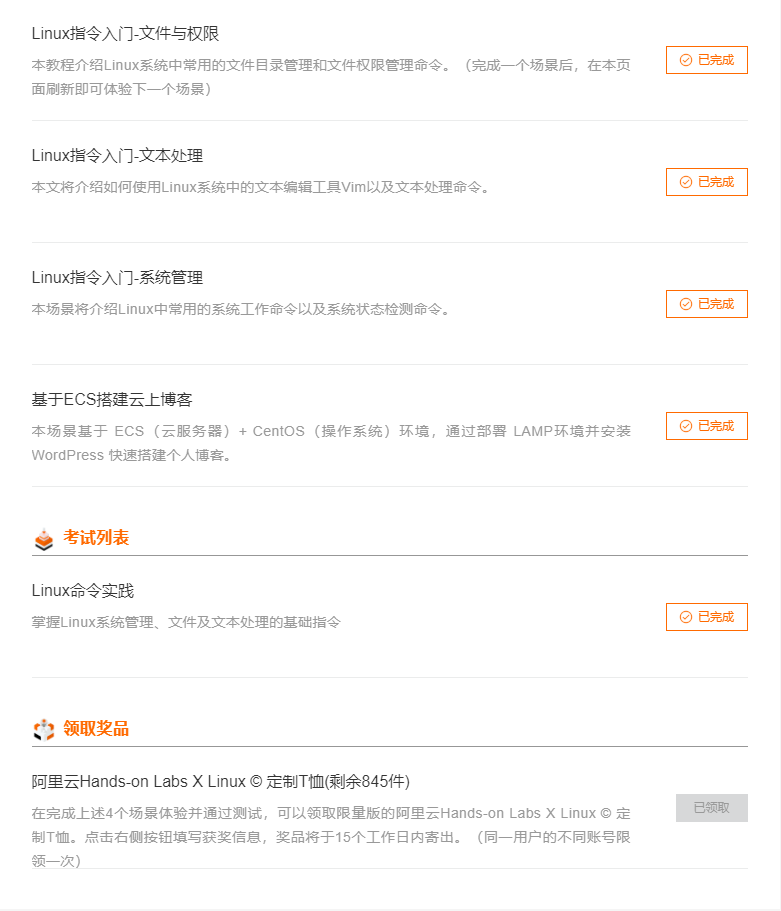 Linux指令入门-文件与权限
本教程介绍Linux系统中常用的文件目录管理和文件权限管理命令。（完成一个场景后，在本页
面刷新即可体验下一个场景）
已完成
Linux指令入门-文本处理
本文将介绍如何使用Linux系统中的文本编辑工具Vim以及文本处理命令。
已完成
Linux指令入门-系统管理
本场景将介绍Linux中常用的系统工作命令以及系统状态检测命令。
已完成
基于ECS搭建云上博客
本场景基于 ECS（云服务器）+ CentOS（操作系统）环境，通过部署 LAMP环境并安装
WordPress 快速搭建个人博客。
已完成
考试列表
Linux命令实践
掌握Linux系统管理、文件及文本处理的基础指令
已完成
领取奖品
阿里云Hands-on Labs X Linux © 定制T恤(剩余845件)
在完成上述4个场景体验并通过测试，可以领取限量版的阿里云Hands-on Labs X Linux © 定
制T恤。点击右侧按钮填写获奖信息，奖品将于15个工作日内寄出。（同一用户的不同账号限
领一次）
已领取